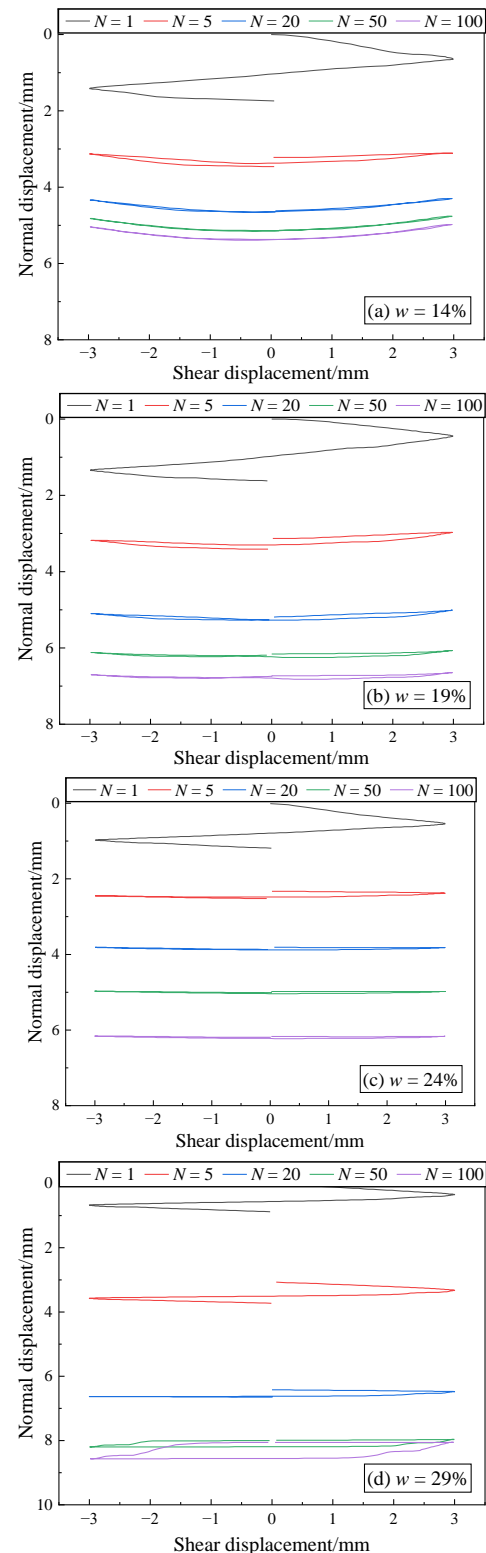 N = 1 N = 5 N = 20 N = 50 N = 100
0
2
4
6
8
Normal displacement/mm
(a) w = 14%
−3 −2 −1 0 1 2 3
Shear displacement/mm
N = 1 N = 5 N = 20 N = 50 N = 100
0
2
4
6
8
Normal displacement/mm
(b) w = 19%
−3 −2 −1 0 1 2 3
Shear displacement/mm
N = 1 N = 5 N = 20 N = 50 N = 100
0
2
4
6
8
Normal displacement/mm
(c) w = 24%
−3 −2 −1 0 1 2 3
Shear displacement/mm
N = 1 N = 5 N = 20 N = 50 N = 100
0
2
4
6
8
10
Normal displacement/mm
(d) w = 29%
−3 −2 −1 0 1 2 3
Shear displacement/mm